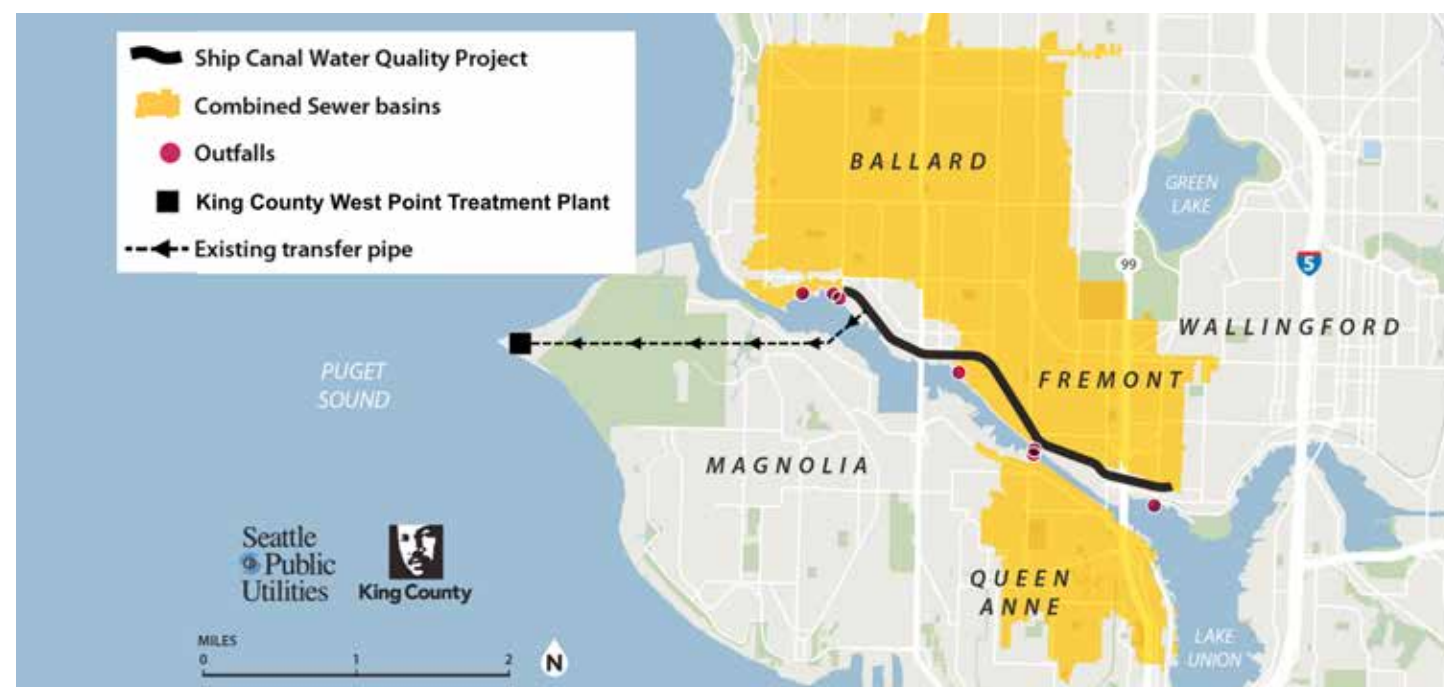 Ship Canal Water Quality Project
Combined Sewer basins
Outfalls
King County West Point Treatment Plant
Existing transfer pipe
BALLARD
GREEN
LAKE
99
5
WALLINGFORD
FREMONT
PUGET
SOUND
MAGNOLIA
QUEEN
ANNE
LAKE
UNION
Seattle
Public
Utilities
King County
MILES
0 1 2
N